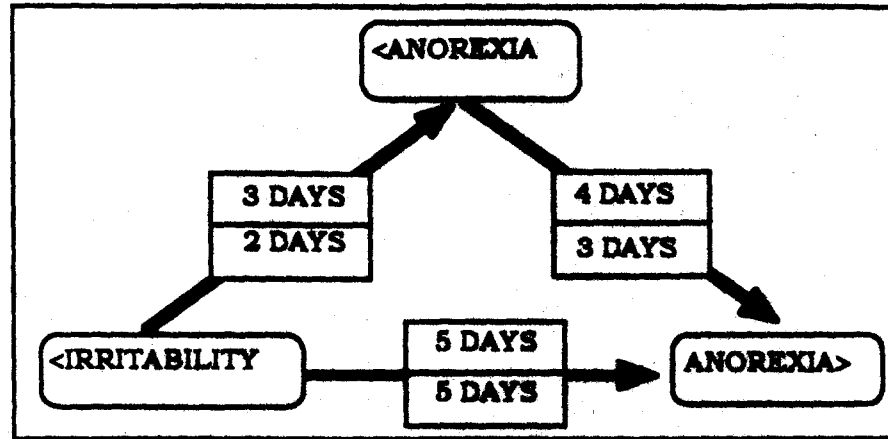 <ANOREXIA
3 DAYS
2 DAYS
4 DAYS
3 DAYS
<IRRITABILITY
5 DAYS
5 DAYS
ANOREXIA>